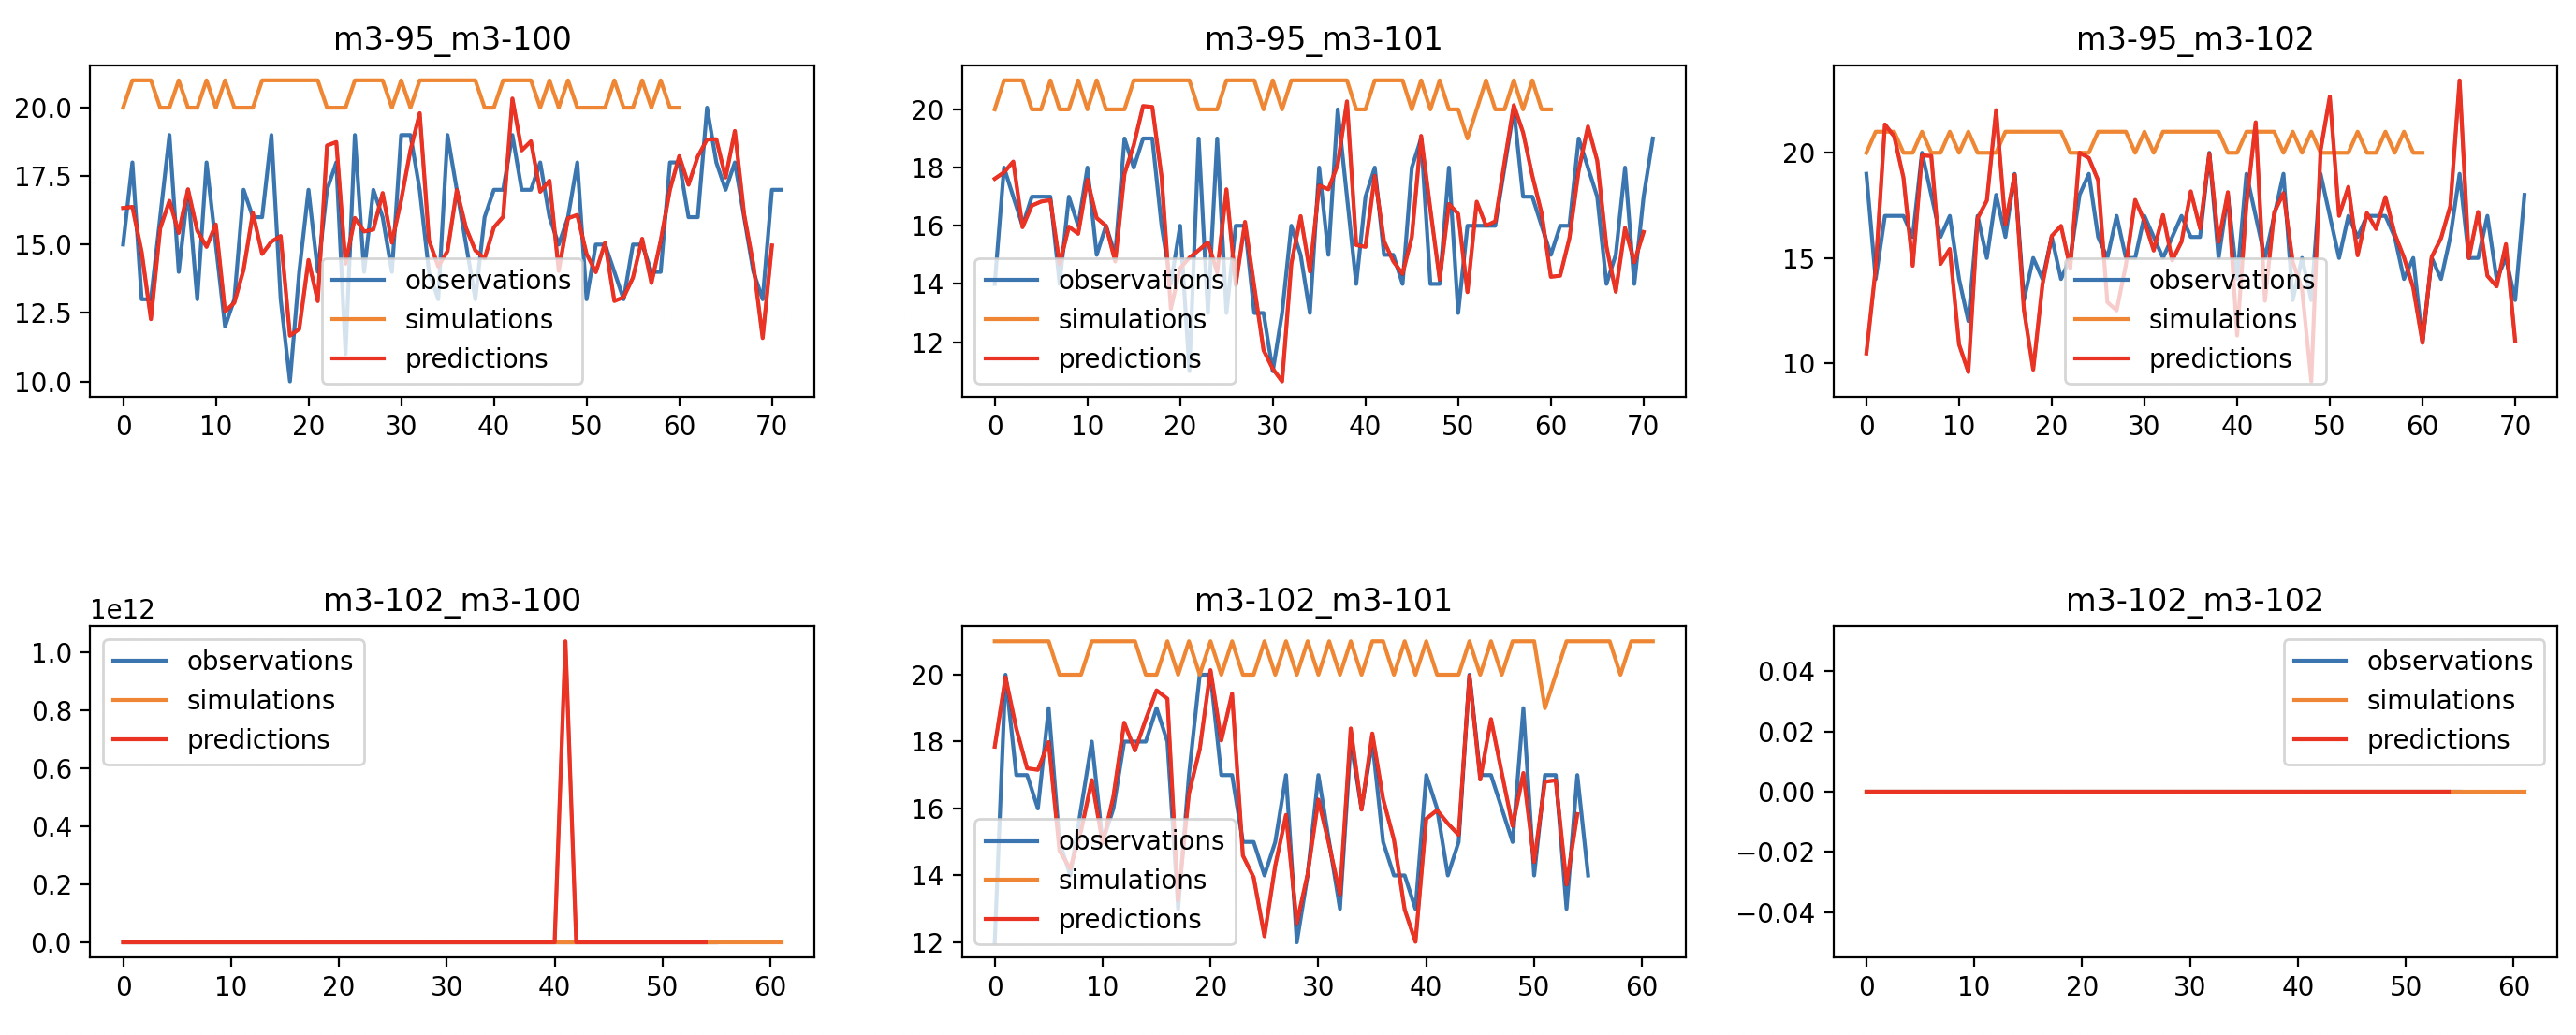 m3-95_m3-100
20.0
17.5
15.0
12.5
10.0
observations
simulations
predictions
0 10 20 30 40 50 60 70
m3-95_m3-101
20
18
16
14
12
observations
simulations
predictions
0 10 20 30 40 50 60 70
m3-95_m3-102
20
15
10
observations
simulations
predictions
0 10 20 30 40 50 60 70
m3-102_m3-100
1e12
1.0
0.8
0.6
0.4
0.2
0.0
observations
simulations
predictions
0 10 20 30 40 50 60
m3-102_m3-101
20
18
16
14
12
observations
simulations
predictions
0 10 20 30 40 50 60
m3-102_m3-102
0.04
0.02
0.00
−0.02
−0.04
observations
simulations
predictions
0 10 20 30 40 50 60